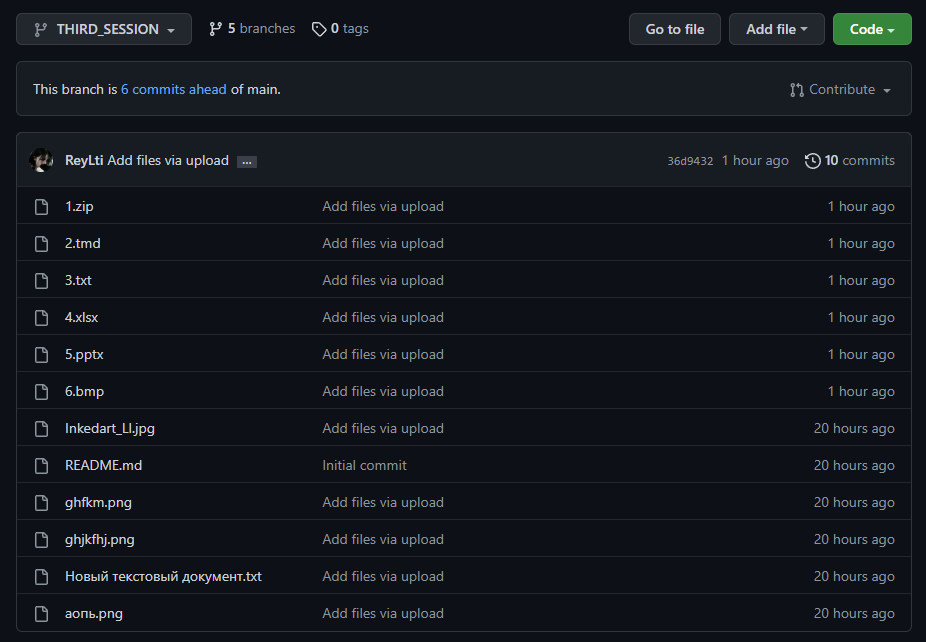 THIRD_SESSION 5 branches 0 tags Go to file Add file Code
This branch is 6 commits ahead of main. Contribute
ReyLti Add files via upload ... 36d9432 1 hour ago 10 commits
1.zip Add files via upload 1 hour ago
2.tmd Add files via upload 1 hour ago
3.txt Add files via upload 1 hour ago
4.xlsx Add files via upload 1 hour ago
5.pptx Add files via upload 1 hour ago
6.bmp Add files via upload 1 hour ago
Inkedart_LI.jpg Add files via upload 20 hours ago
README.md Initial commit 20 hours ago
ghfkm.png Add files via upload 20 hours ago
ghjkfhj.png Add files via upload 20 hours ago
Новый текстовый документ.txt Add files via upload 20 hours ago
аопь.png Add files via upload 20 hours ago